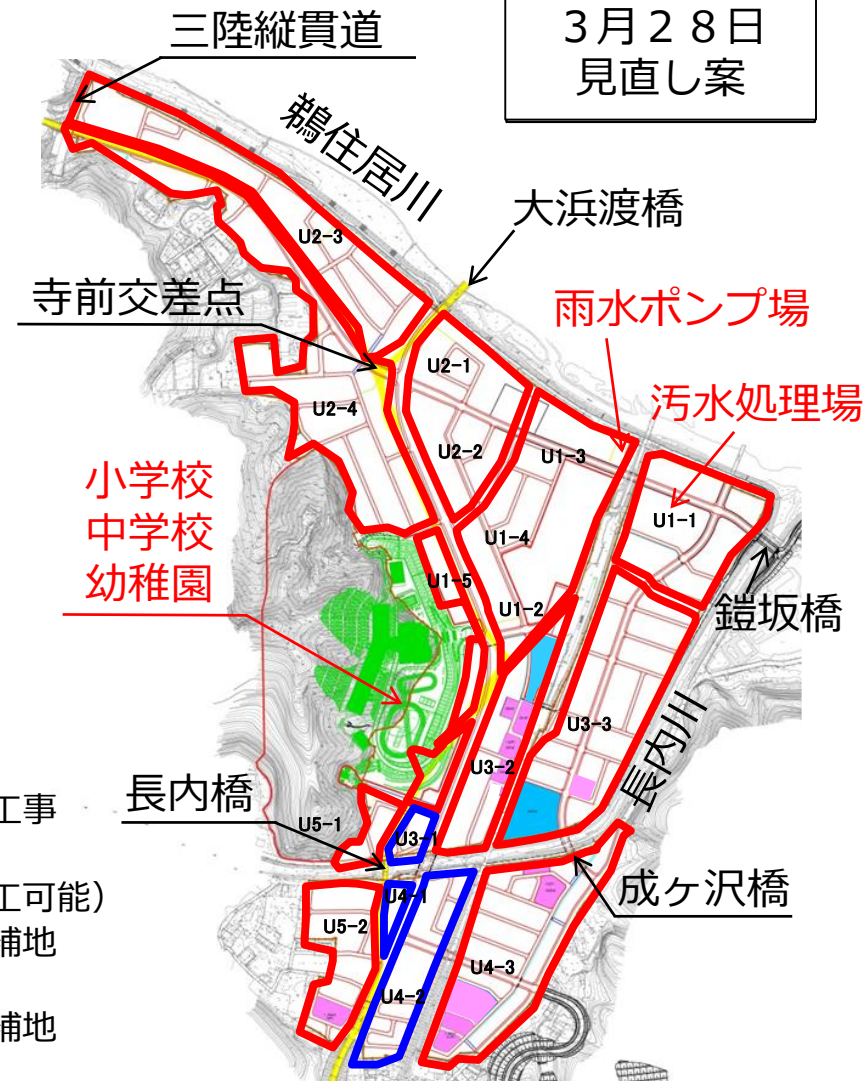 三陸縦貫道
3月28日
見直し案
鵜住居川
大浜渡橋
U2-3
寺前交差点
雨水ポンプ場
U2-1
汚水処理場
U2-4
U2-2
U1-3
小学校
中学校
幼稚園
U1-1
U1-4
U1-5
U1-2
鎧坂橋
U3-3
長内川
U3-2
長内橋
工事
U5-1
U3-1
工可能）
成ヶ沢橋
U4-1
補地
U5-2
U4-3
U4-2
補地